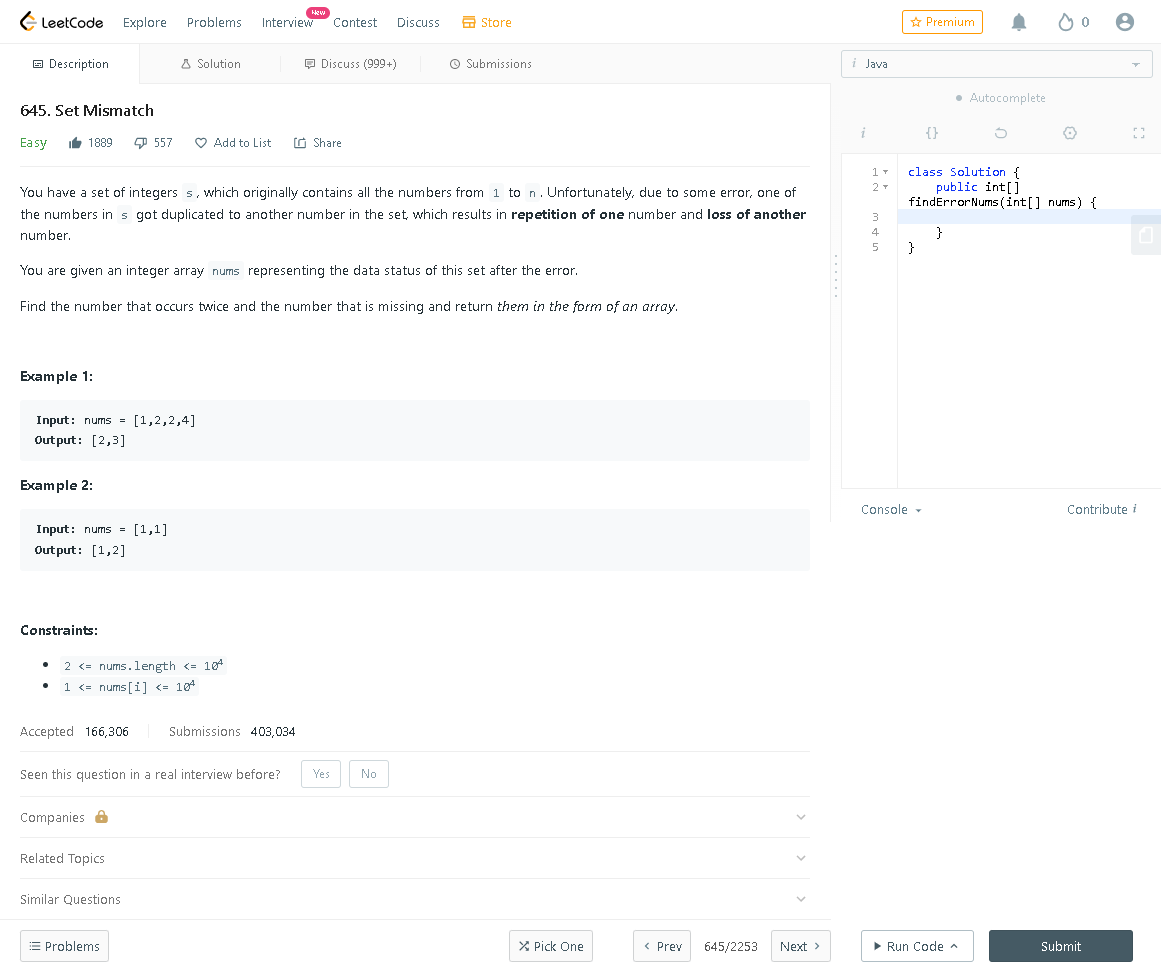 LeetCode Explore Problems Interview New Contest Discuss Store Premium 0
Description Solution Discuss (999+) Submissions
i Java
Autocomplete
i {}
645. Set Mismatch
Easy 1889 557 Add to List Share
You have a set of integers s, which originally contains all the numbers from 1 to n. Unfortunately, due to some error, one of
the numbers in s got duplicated to another number in the set, which results in repetition of one number and loss of another
number.
You are given an integer array nums representing the data status of this set after the error.
Find the number that occurs twice and the number that is missing and return them in the form of an array.
Example 1:
Input: nums = [1,2,2,4]
Output: [2,3]
Example 2:
Input: nums = [1,1]
Output: [1,2]
Constraints:
2 <= nums.length <= 10⁴
1 <= nums[i] <= 10⁴
Accepted 166,306 Submissions 403,034
Seen this question in a real interview before? Yes No
Companies
Related Topics
Similar Questions
Problems Pick One Prev 645/2253 Next
1 class Solution {
2 public int[]
findErrorNums(int[] nums) {
3
4 }
5 }
Console Contribute i
Run Code Submit